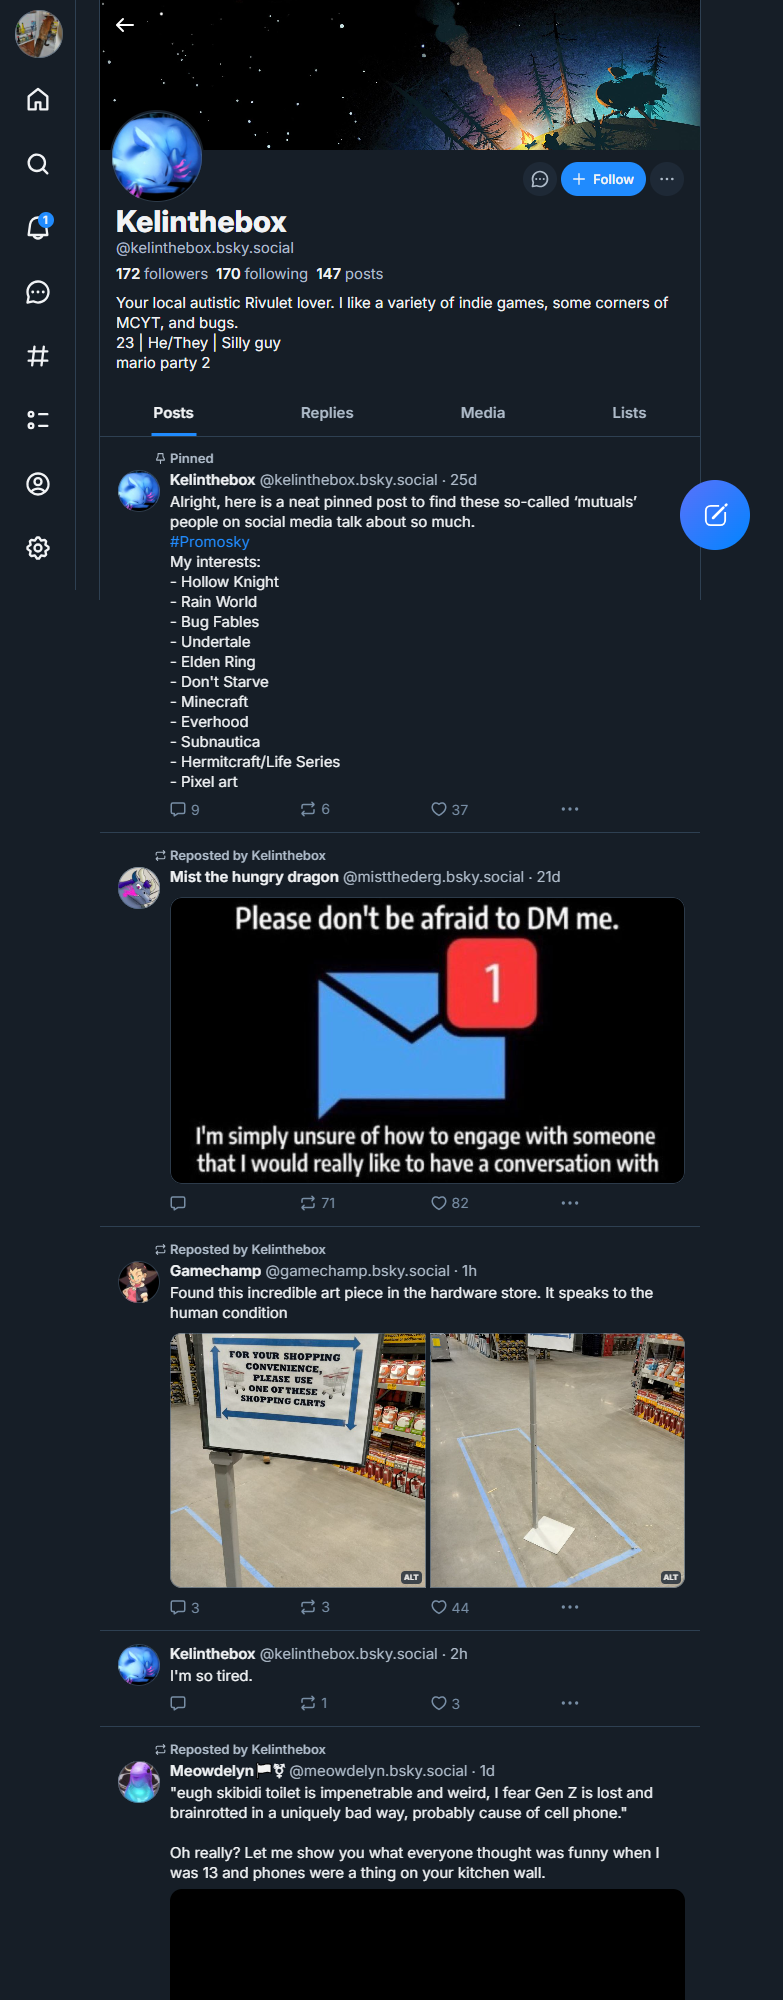 1
+ Follow
Kelinthebox
@kelinthebox.bsky.social
172 followers 170 following 147 posts
Your local autistic Rivulet lover. I like a variety of indie games, some corners of
MCYT, and bugs.
23 | He/They | Silly guy
mario party 2
Posts Replies Media Lists
Pinned
Kelinthebox @kelinthebox.bsky.social · 25d
Alright, here is a neat pinned post to find these so-called ‘mutuals’
people on social media talk about so much.
#Promosky
My interests:
- Hollow Knight
- Rain World
- Bug Fables
- Undertale
- Elden Ring
- Don't Starve
- Minecraft
- Everhood
- Subnautica
- Hermitcraft/Life Series
- Pixel art
9 6 37
Reposted by Kelinthebox
Mist the hungry dragon @mistthederg.bsky.social · 21d
Please don't be afraid to DM me.
1
I'm simply unsure of how to engage with someone
that I would really like to have a conversation with
71 82
Reposted by Kelinthebox
Gamechamp @gamechamp.bsky.social · 1h
Found this incredible art piece in the hardware store. It speaks to the
human condition
FOR YOUR SHOPPING
CONVENIENCE,
PLEASE USE
ONE OF THESE
SHOPPING CARTS
ALT ALT
3 3 44
Kelinthebox @kelinthebox.bsky.social · 2h
I'm so tired.
1 3
Reposted by Kelinthebox
Meowdelyn🏳️⚧ @meowdelyn.bsky.social · 1d
"eugh skibidi toilet is impenetrable and weird, I fear Gen Z is lost and
brainrotted in a uniquely bad way, probably cause of cell phone."
Oh really? Let me show you what everyone thought was funny when I
was 13 and phones were a thing on your kitchen wall.